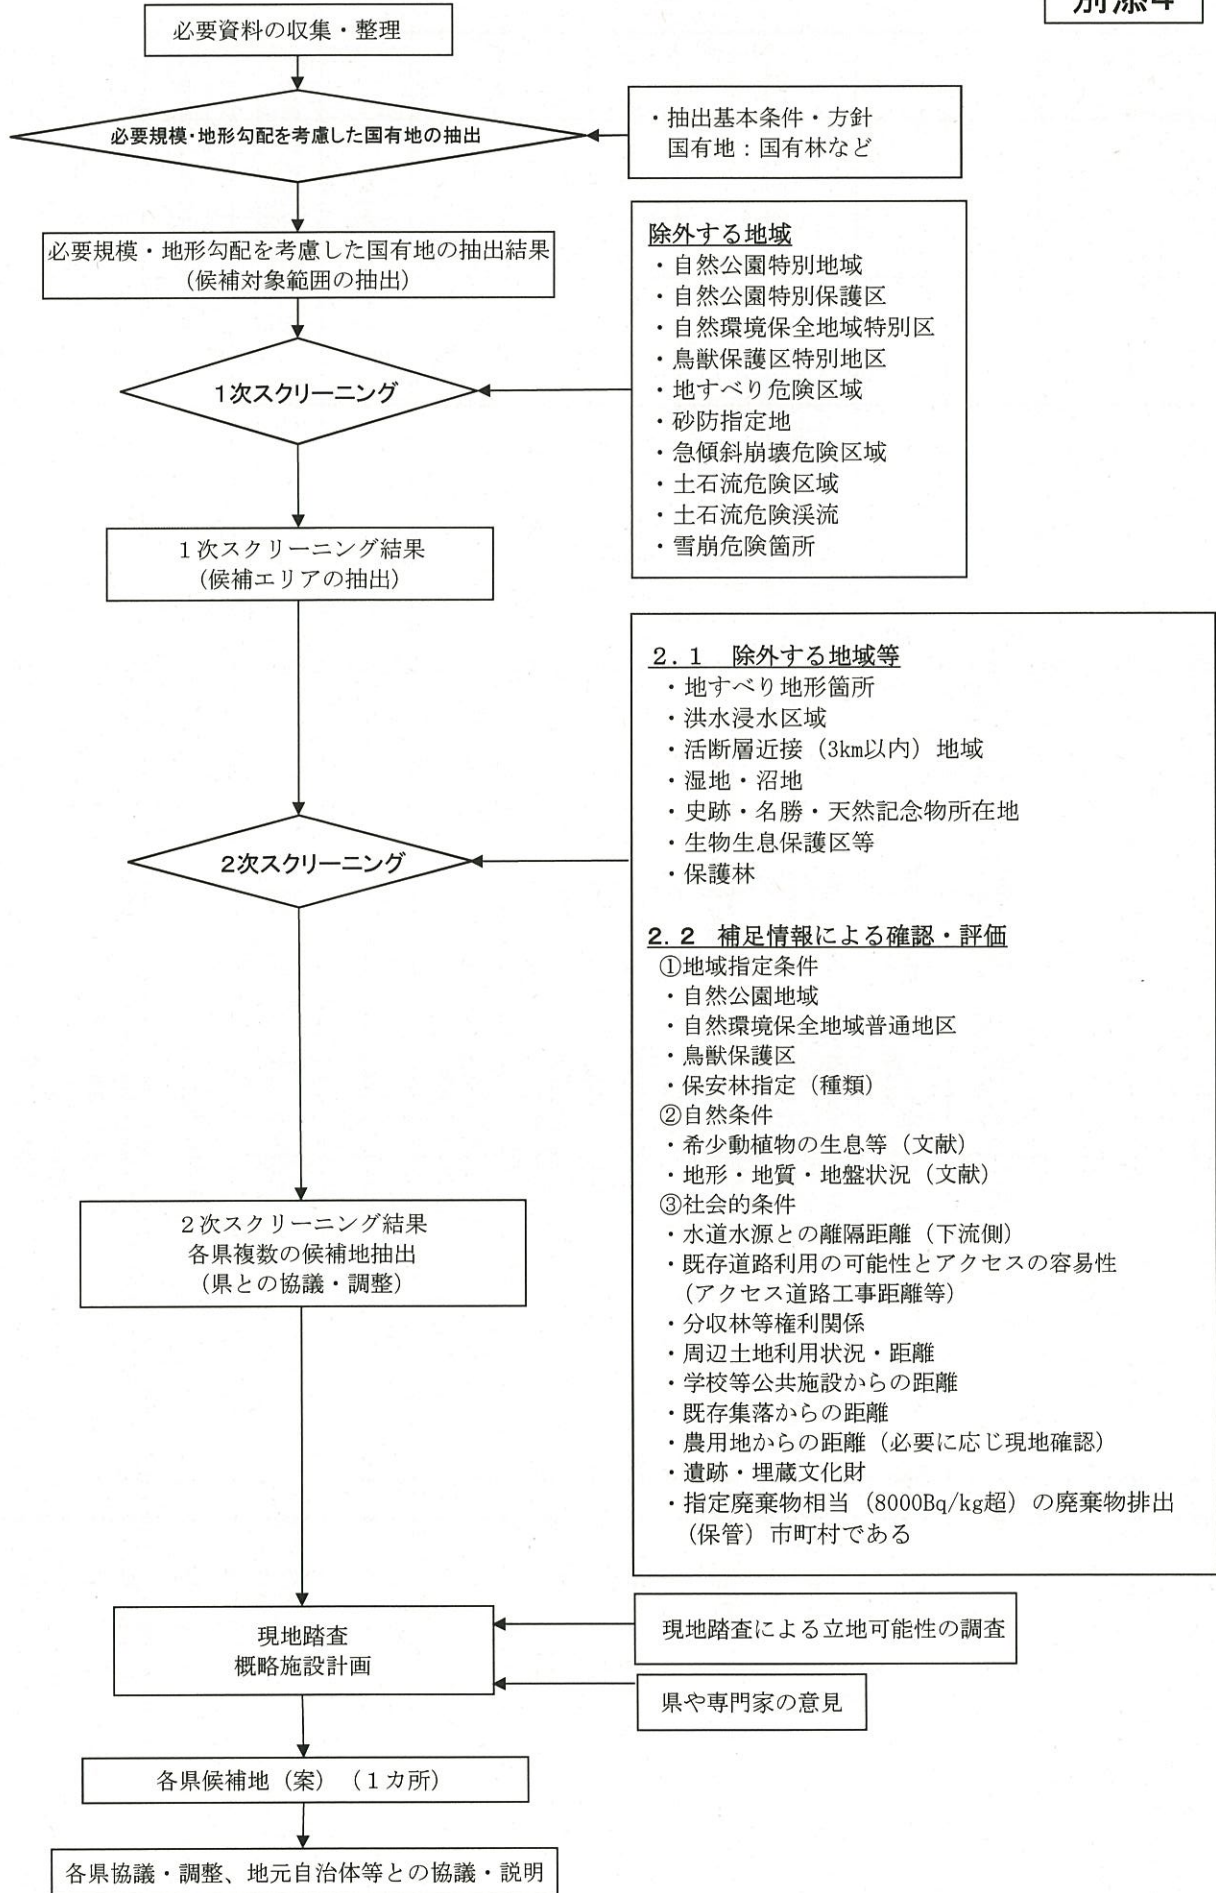 別添4
必要資料の収集・整理
必要規模・地形勾配を考慮した国有地の抽出
・抽出基本条件・方針
国有地：国有林など
必要規模・地形勾配を考慮した国有地の抽出結果
(候補対象範囲の抽出)
1次スクリーニング
除外する地域
・自然公園特別地域
・自然公園特別保護区
・自然環境保全地域特別区
・鳥獣保護区特別地区
・地すべり危険区域
・砂防指定地
・急傾斜崩壊危険区域
・土石流危険区域
・土石流危険渓流
・雪崩危険箇所
１次スクリーニング結果
(候補エリアの抽出)
2次スクリーニング
２.１　除外する地域等
・地すべり地形箇所
・洪水浸水区域
・活断層近接（3km以内）地域
・湿地・沼地
・史跡・名勝・天然記念物所在地
・生物生息保護区等
・保護林
２.２ 補足情報による確認・評価
①地域指定条件
・自然公園地域
・自然環境保全地域普通地区
・鳥獣保護区
・保安林指定（種類）
②自然条件
・希少動植物の生息等（文献）
・地形・地質・地盤状況（文献）
③社会的条件
・水道水源との離隔距離（下流側）
・既存道路利用の可能性とアクセスの容易性
（アクセス道路工事距離等）
・分収林等権利関係
・周辺土地利用状況・距離
・学校等公共施設からの距離
・既存集落からの距離
・農用地からの距離（必要に応じ現地確認）
・遺跡・埋蔵文化財
・指定廃棄物相当（8000Bq/kg超）の廃棄物排出
（保管）市町村である
２次スクリーニング結果
各県複数の候補地抽出
（県との協議・調整）
現地踏査
概略施設計画
現地踏査による立地可能性の調査
県や専門家の意見
各県候補地（案）（１カ所）
各県協議・調整、地元自治体等との協議・説明